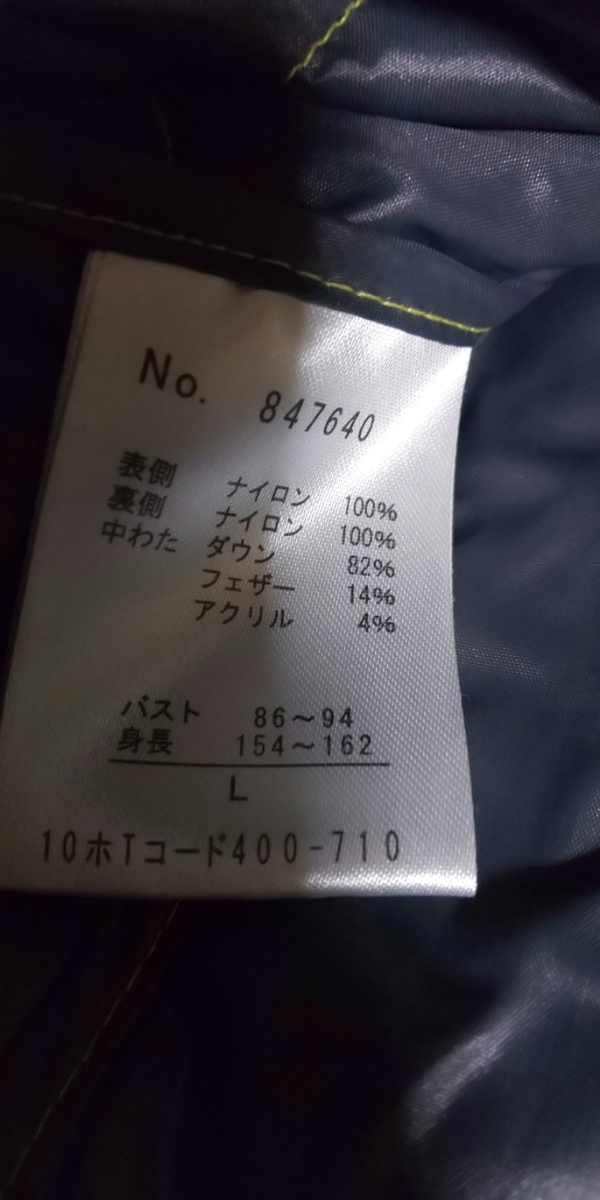 No. 847640
表側 ナイロン 100%
裏側 ナイロン 100%
中わた ダウン 82%
フェザー 14%
アクリル 4%
バスト 86〜94
身長 154〜162
L
10ホTコード400-710